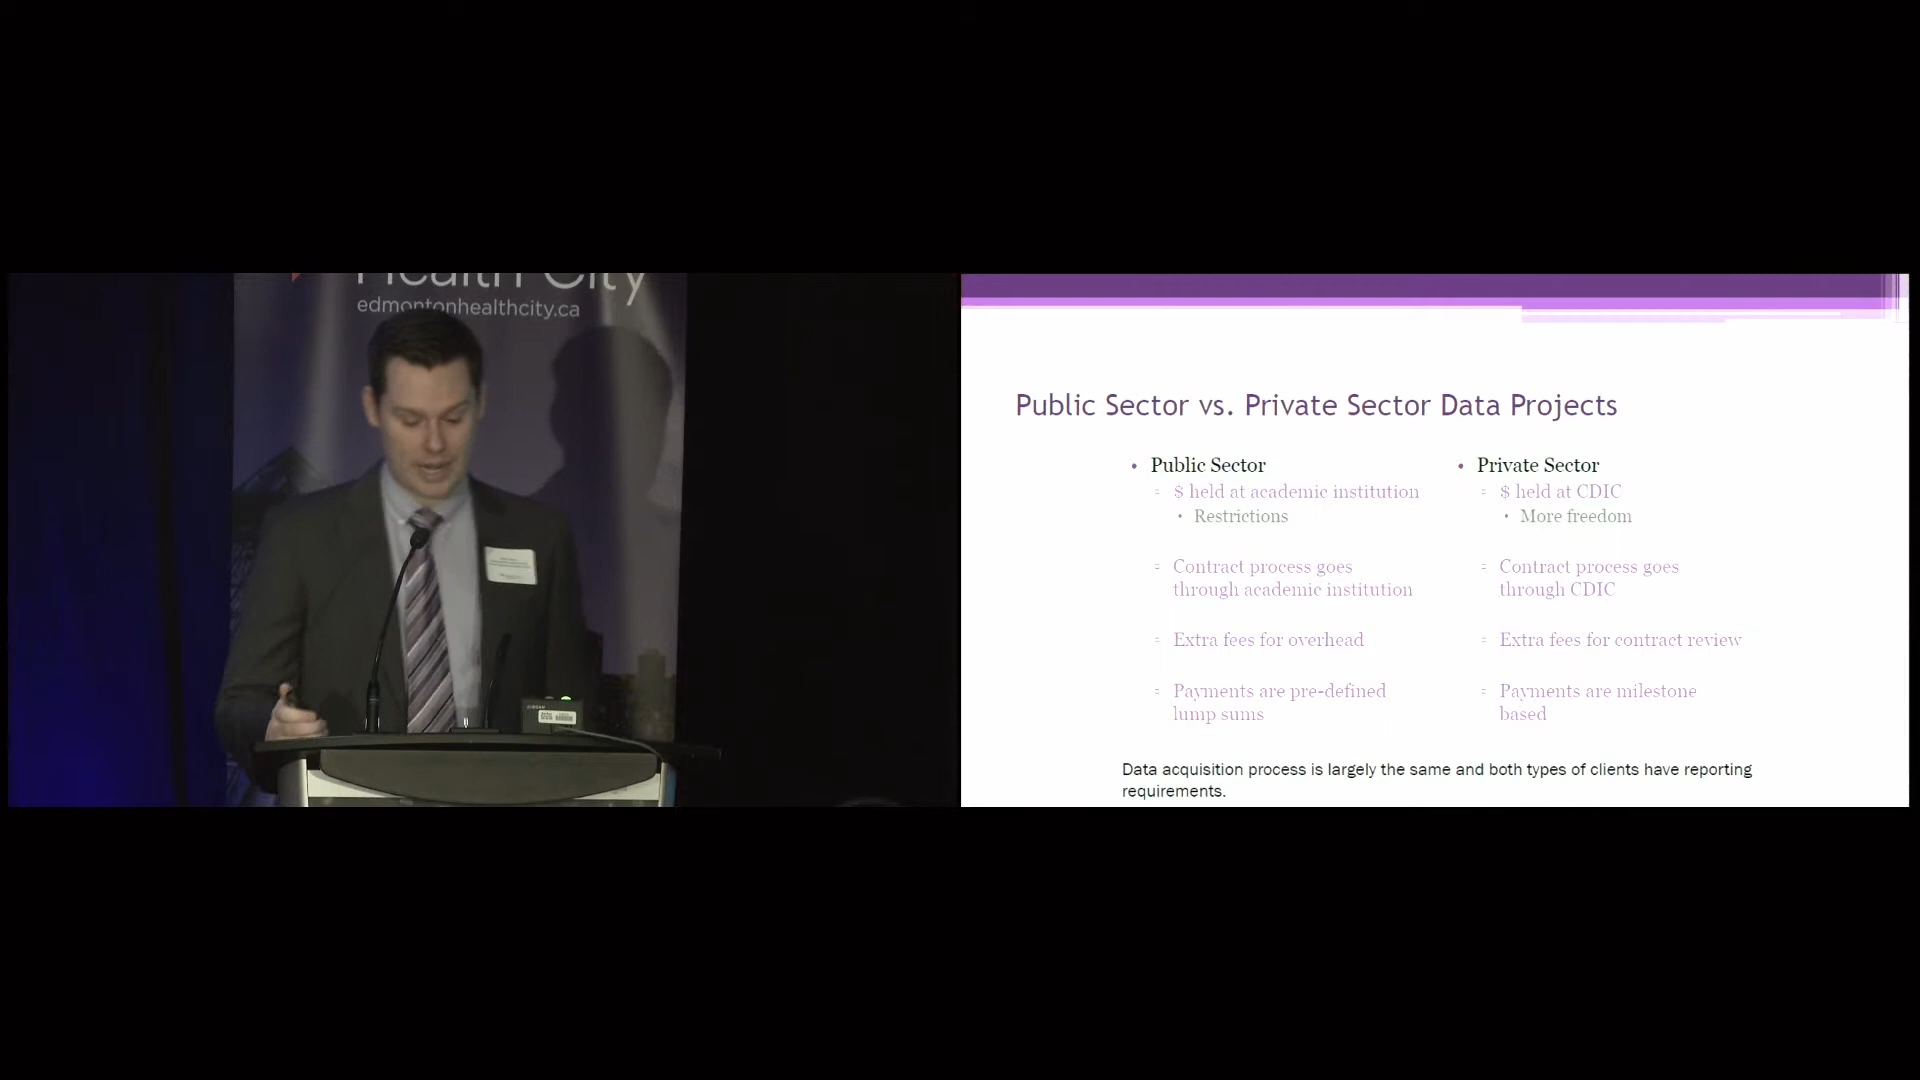 Health City
edmontonhealthcity.ca
Public Sector vs. Private Sector Data Projects
Public Sector
$ held at academic institution
Restrictions
Contract process goes
through academic institution
Extra fees for overhead
Payments are pre-defined
lump sums
Private Sector
$ held at CDIC
More freedom
Contract process goes
through CDIC
Extra fees for contract review
Payments are milestone
based
Data acquisition process is largely the same and both types of clients have reporting
requirements.